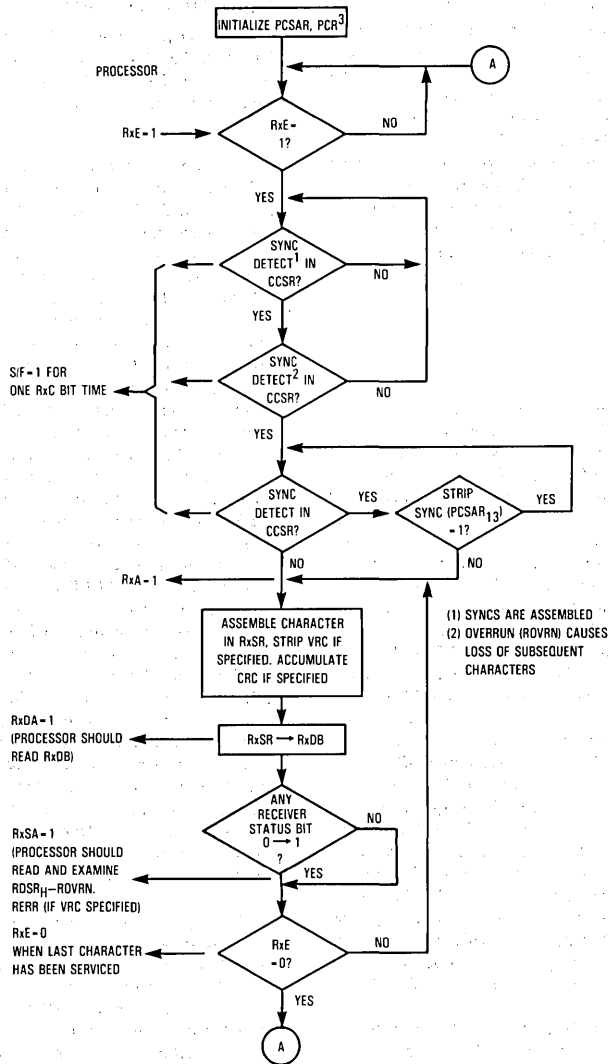 INITIALIZE PCSAR, PCR3
A
PROCESSOR
RxE=1
RxE=
1?
NO
YES
SYNC
DETECT1 IN
CCSR?
NO
YES
S/F=1 FOR
ONE RxC BIT TIME
SYNC
DETECT2 IN
CCSR?
NO
YES
SYNC
DETECT IN
CCSR?
YES
STRIP
SYNC (PCSAR13)
=1?
YES
NO
NO
RxA=1
ASSEMBLE CHARACTER
IN RxSR, STRIP VRC IF
SPECIFIED. ACCUMULATE
CRC IF SPECIFIED
(1) SYNCS ARE ASSEMBLED
(2) OVERRUN (ROVRN) CAUSES
LOSS OF SUBSEQUENT
CHARACTERS
RxDA=1
(PROCESSOR SHOULD
READ RxDB)
RxSR → RxDB
ANY
RECEIVER
STATUS BIT
0 → 1
?
NO
YES
RxSA=1
(PROCESSOR SHOULD
READ AND EXAMINE
RDSRH-ROVRN.
RERR (IF VRC SPECIFIED)
RxE=0
WHEN LAST CHARACTER
HAS BEEN SERVICED
RxE
=0?
NO
YES
A